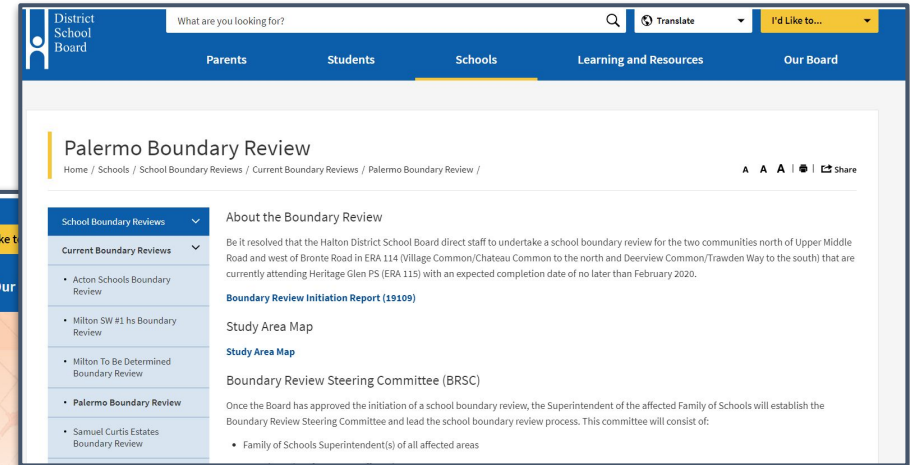 District
School
Board
What are you looking for?
Translate
I'd Like to...
Parents
Students
Schools
Learning and Resources
Our Board
Palermo Boundary Review
Home / Schools / School Boundary Reviews / Current Boundary Reviews / Palermo Boundary Review /
A A A | | Share
School Boundary Reviews
Current Boundary Reviews
• Acton Schools Boundary
Review
• Milton SW #1 hs Boundary
Review
• Milton To Be Determined
Boundary Review
• Palermo Boundary Review
• Samuel Curtis Estates
Boundary Review
About the Boundary Review
Be it resolved that the Halton District School Board direct staff to undertake a school boundary review for the two communities north of Upper Middle
Road and west of Bronte Road in ERA 114 (Village Common/Chateau Common to the north and Deerview Common/Trawden Way to the south) that are
currently attending Heritage Glen PS (ERA 115) with an expected completion date of no later than February 2020.
Boundary Review Initiation Report (19109)
Study Area Map
Study Area Map
Boundary Review Steering Committee (BRSC)
Once the Board has approved the initiation of a school boundary review, the Superintendent of the affected Family of Schools will establish the
Boundary Review Steering Committee and lead the school boundary review process. This committee will consist of:
• Family of Schools Superintendent(s) of all affected areas